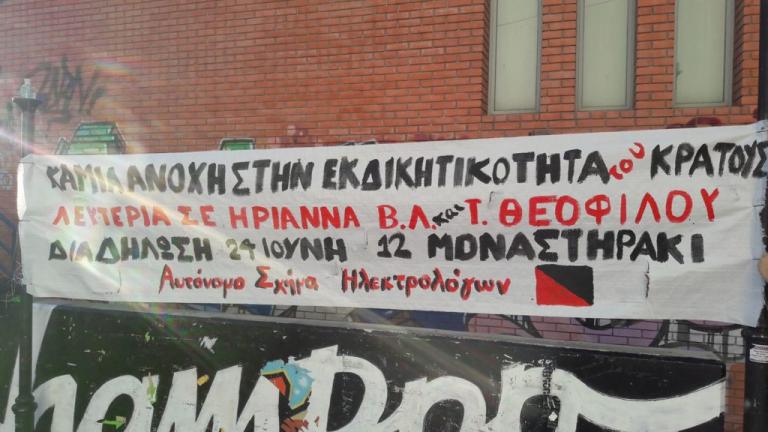 ΚΑΜΙΑ ΑΝΟΧΗ ΣΤΗΝ ΕΚΔΙΚΗΤΙΚΟΤΗΤΑ του ΚΡΑΤΟΥΣ
ΛΕΥΤΕΡΙΑ ΣΕ ΗΡΙΑΝΝΑ Β.Λ. και Τ. ΘΕΟΦΙΛΟΥ
ΔΙΑΔΗΛΩΣΗ 24 ΙΟΥΝΗ 12 ΜΟΝΑΣΤΗΡΑΚΙ
Αυτόνομο Σχήμα Ηλεκτρολόγων